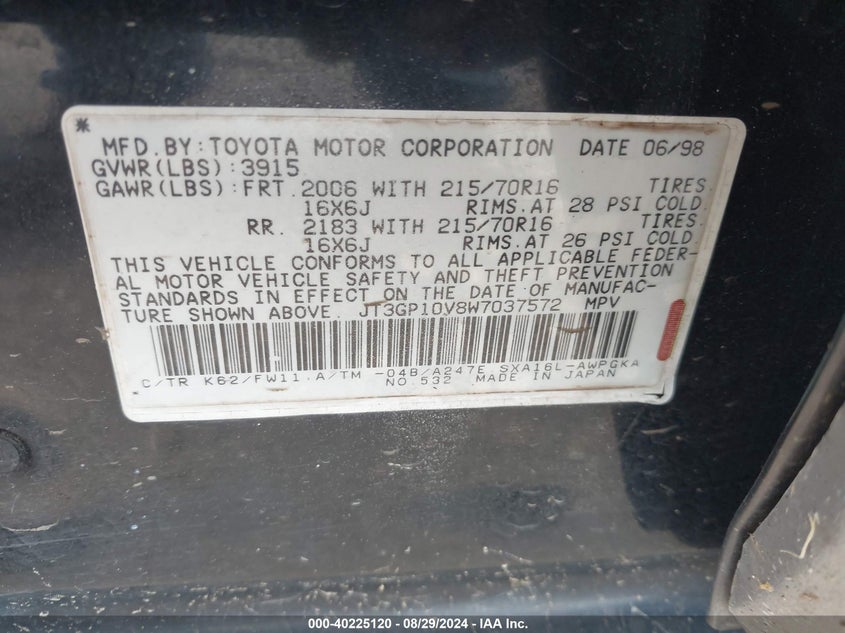 *
MFD.BY:TOYOTA MOTOR CORPORATION DATE 06/98
GVWR(LBS):3915
GAWR(LBS):FRT.2006 WITH 215/70R16 TIRES
16X6J RIMS.AT 28 PSI COLD.
RR. 2183 WITH 215/70R16 TIRES.
16X6J RIMS.AT 26 PSI COLD.
THIS VEHICLE CONFORMS TO ALL APPLICABLE FEDER-
AL MOTOR VEHICLE SAFETY AND THEFT PREVENTION
STANDARDS IN EFFECT ON THE DATE OF MANUFAC-
TURE SHOWN ABOVE. JT3GP10V8W7037572 MPV
C/TR K62/FW11.A/TM -04B/A247E SXA16L-AWPGKA
NO.532 MADE IN JAPAN
000-40225120 - 08/29/2024 - IAA Inc.